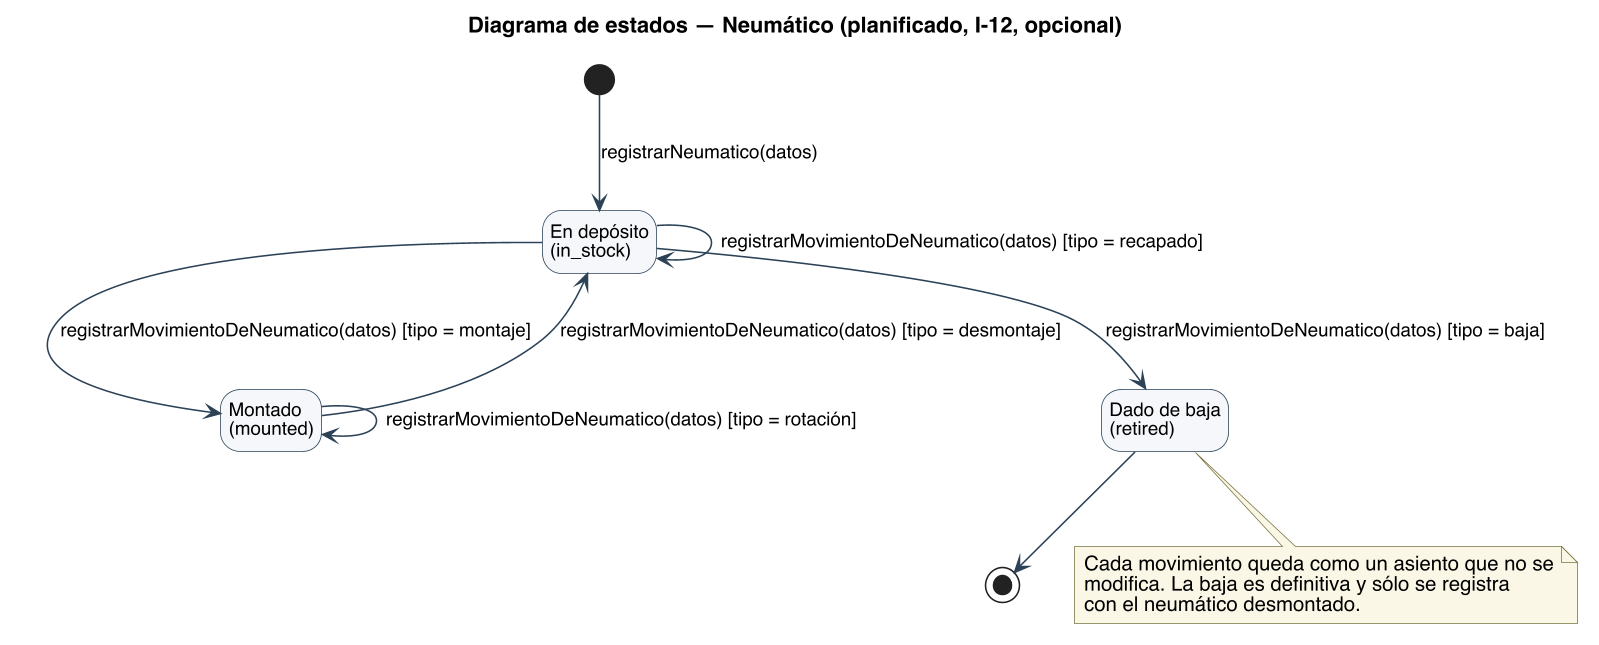 Diagrama de estados — Neumático (planificado, I-12, opcional)
registrarNeumatico(datos)
En depósito
(in_stock)
registrarMovimientoDeNeumatico(datos) [tipo = recapado]
registrarMovimientoDeNeumatico(datos) [tipo = montaje]
registrarMovimientoDeNeumatico(datos) [tipo = desmontaje]
registrarMovimientoDeNeumatico(datos) [tipo = baja]
Montado
(mounted)
registrarMovimientoDeNeumatico(datos) [tipo = rotación]
Dado de baja
(retired)
Cada movimiento queda como un asiento que no se
modifica. La baja es definitiva y sólo se registra
con el neumático desmontado.